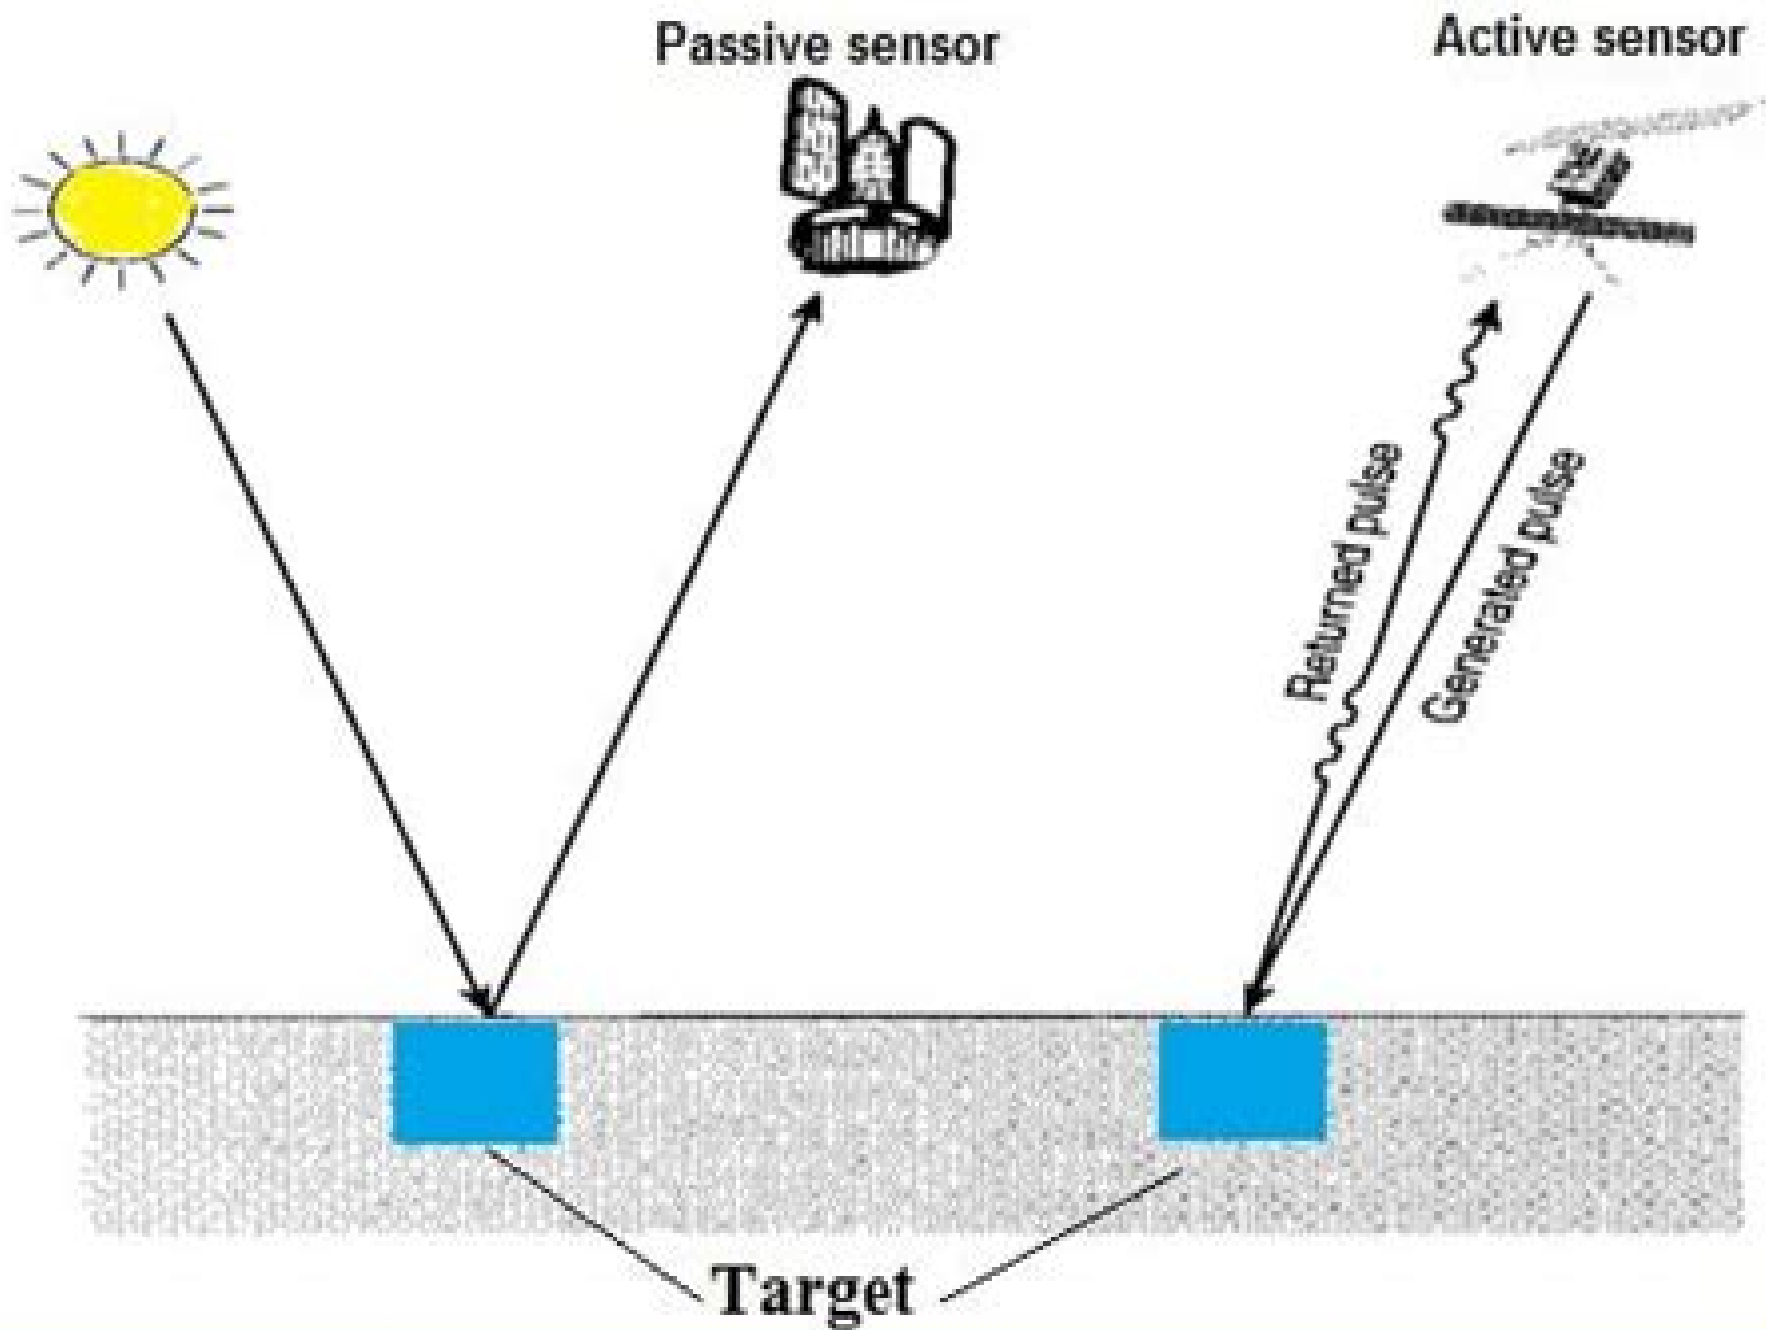 Passive sensor
Active sensor
Returned pulse
Generated pulse
Target